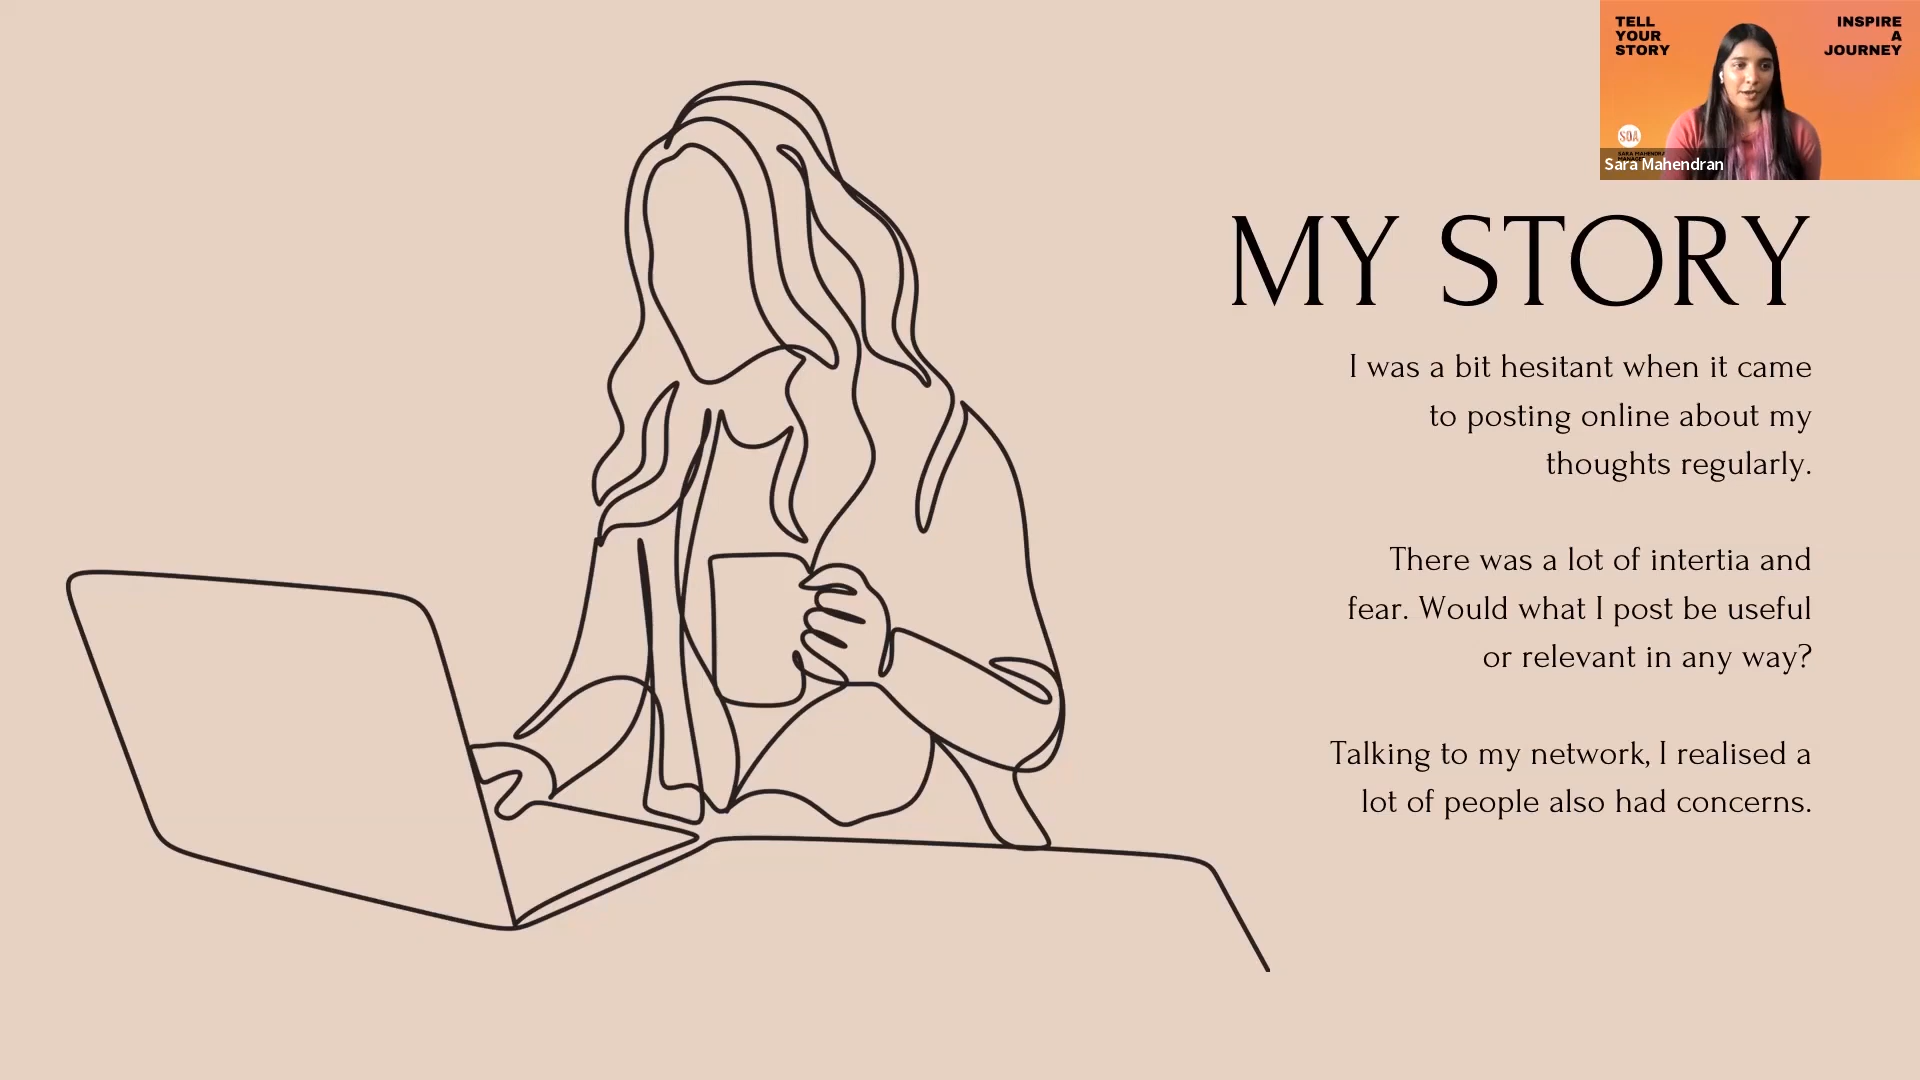 TELL
YOUR
STORY
INSPIRE
A
JOURNEY
SOA
Sara Mahendran
MY STORY
I was a bit hesitant when it came
to posting online about my
thoughts regularly.
There was a lot of intertia and
fear. Would what I post be useful
or relevant in any way?
Talking to my network, I realised a
lot of people also had concerns.